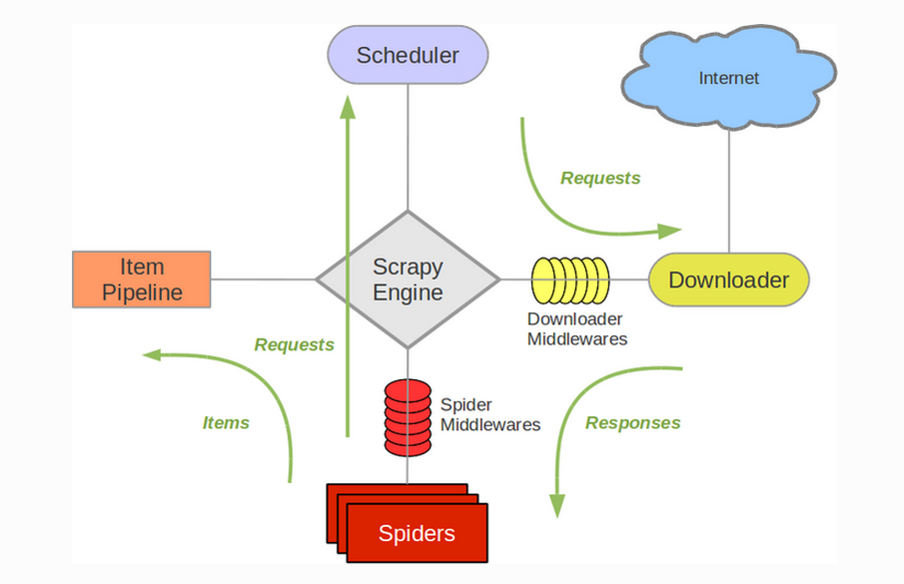 Scheduler
Internet
Requests
Item
Pipeline
Scrapy
Engine
Downloader
Downloader
Middlewares
Requests
Items
Spider
Middlewares
Responses
Spiders